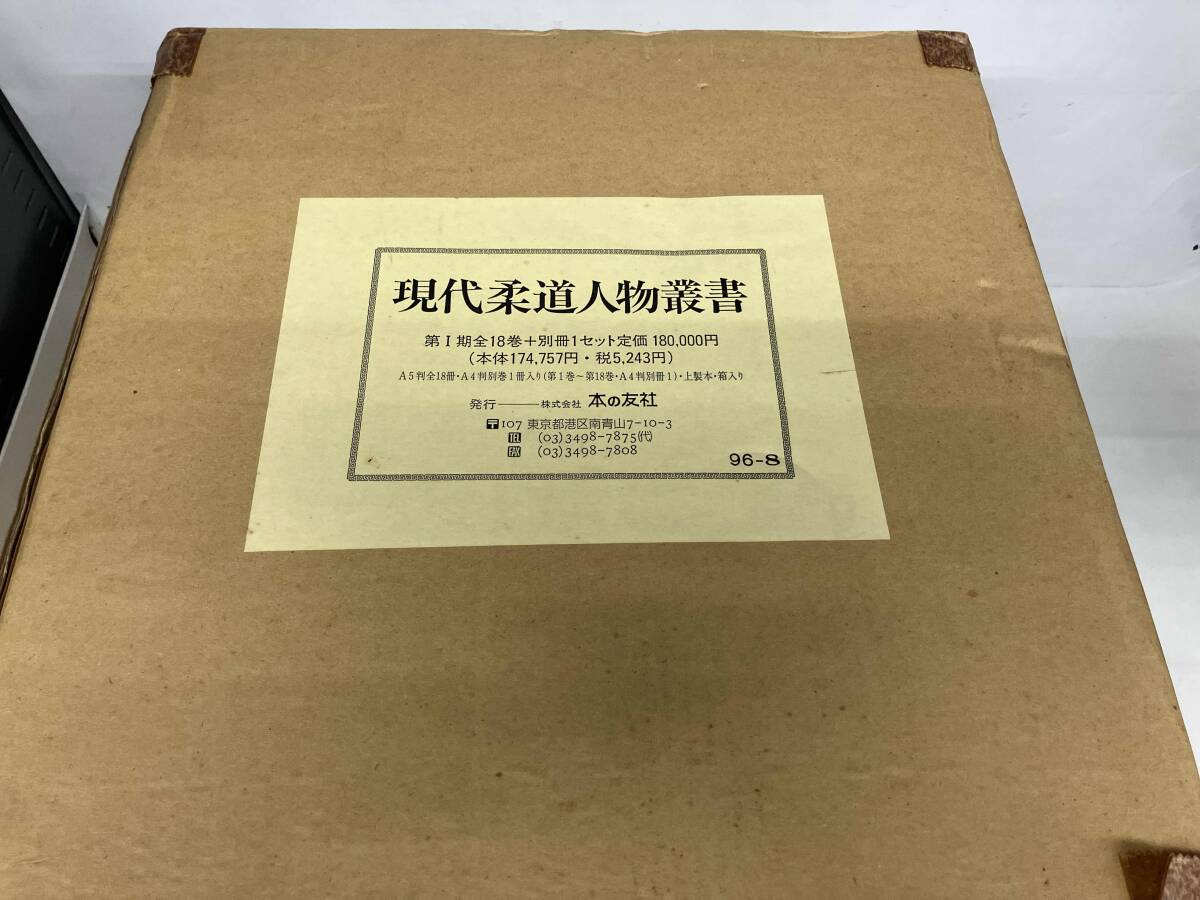 現代柔道人物叢書
第Ⅰ期全18巻＋別冊1セット定価 180,000円
（本体174,757円・税5,243円）
A5判全18冊・A4判別巻1冊入り（第1巻〜第18巻・A4判別冊1）・上製本・箱入り
発行――株式会社 本の友社
〒107 東京都港区南青山7-10-3
TEL (03)3498-7875(代)
FAX (03)3498-7808
96-8